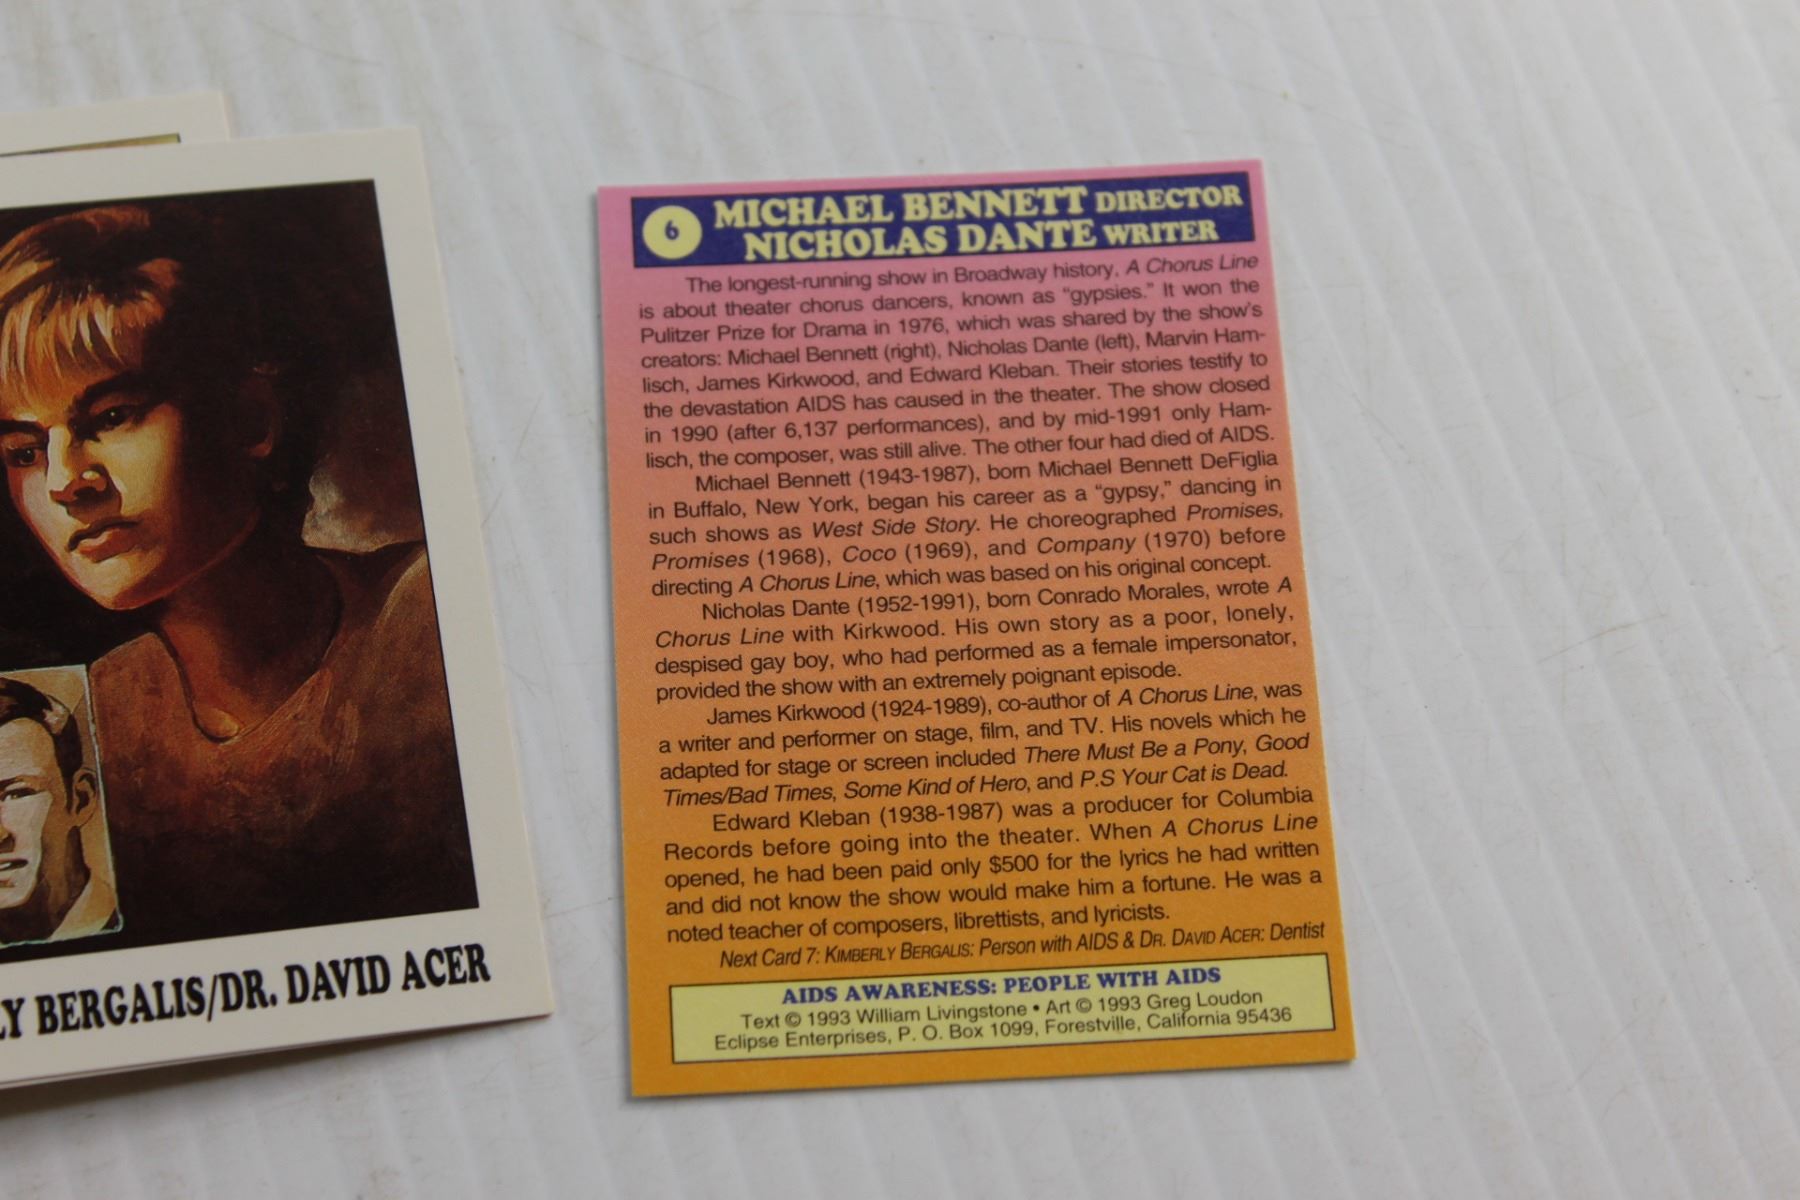 6
MICHAEL BENNETT DIRECTOR
NICHOLAS DANTE WRITER
The longest-running show in Broadway history, A Chorus Line
is about theater chorus dancers, known as “gypsies.” It won the
Pulitzer Prize for Drama in 1976, which was shared by the show's
creators: Michael Bennett (right), Nicholas Dante (left), Marvin Ham-
lisch, James Kirkwood, and Edward Kleban. Their stories testify to
the devastation AIDS has caused in the theater. The show closed
in 1990 (after 6,137 performances), and by mid-1991 only Ham-
lisch, the composer, was still alive. The other four had died of AIDS.
Michael Bennett (1943-1987), born Michael Bennett DeFiglia
in Buffalo, New York, began his career as a “gypsy,” dancing in
such shows as West Side Story. He choreographed Promises,
Promises (1968), Coco (1969), and Company (1970) before
directing A Chorus Line, which was based on his original concept.
Nicholas Dante (1952-1991), born Conrado Morales, wrote A
Chorus Line with Kirkwood. His own story as a poor, lonely,
despised gay boy, who had performed as a female impersonator,
provided the show with an extremely poignant episode.
James Kirkwood (1924-1989), co-author of A Chorus Line, was
a writer and performer on stage, film, and TV. His novels which he
adapted for stage or screen included There Must Be a Pony, Good
Times/Bad Times, Some Kind of Hero, and P.S Your Cat is Dead.
Edward Kleban (1938-1987) was a producer for Columbia
Records before going into the theater. When A Chorus Line
opened, he had been paid only $500 for the lyrics he had written
and did not know the show would make him a fortune. He was a
noted teacher of composers, librettists, and lyricists.
Next Card 7: KIMBERLY BERGALIS: Person with AIDS & DR. DAVID ACER: Dentist
AIDS AWARENESS: PEOPLE WITH AIDS
Text © 1993 William Livingstone • Art © 1993 Greg Loudon
Eclipse Enterprises, P. O. Box 1099, Forestville, California 95436
LY BERGALIS/DR. DAVID ACER